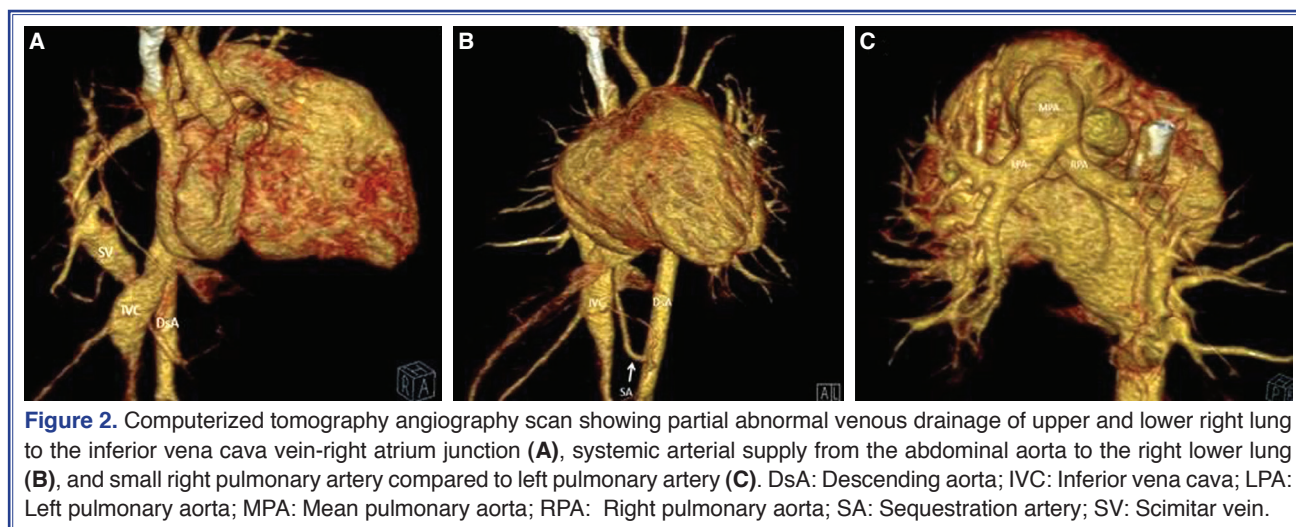 A
B
C
SV
IVC
DsA
R A
IVC
DsA
SA
A L
MPA
LPA
RPA
Figure 2. Computerized tomography angiography scan showing partial abnormal venous drainage of upper and lower right lung
to the inferior vena cava vein-right atrium junction (A), systemic arterial supply from the abdominal aorta to the right lower lung
(B), and small right pulmonary artery compared to left pulmonary artery (C). DsA: Descending aorta; IVC: Inferior vena cava; LPA:
Left pulmonary aorta; MPA: Mean pulmonary aorta; RPA: Right pulmonary aorta; SA: Sequestration artery; SV: Scimitar vein.